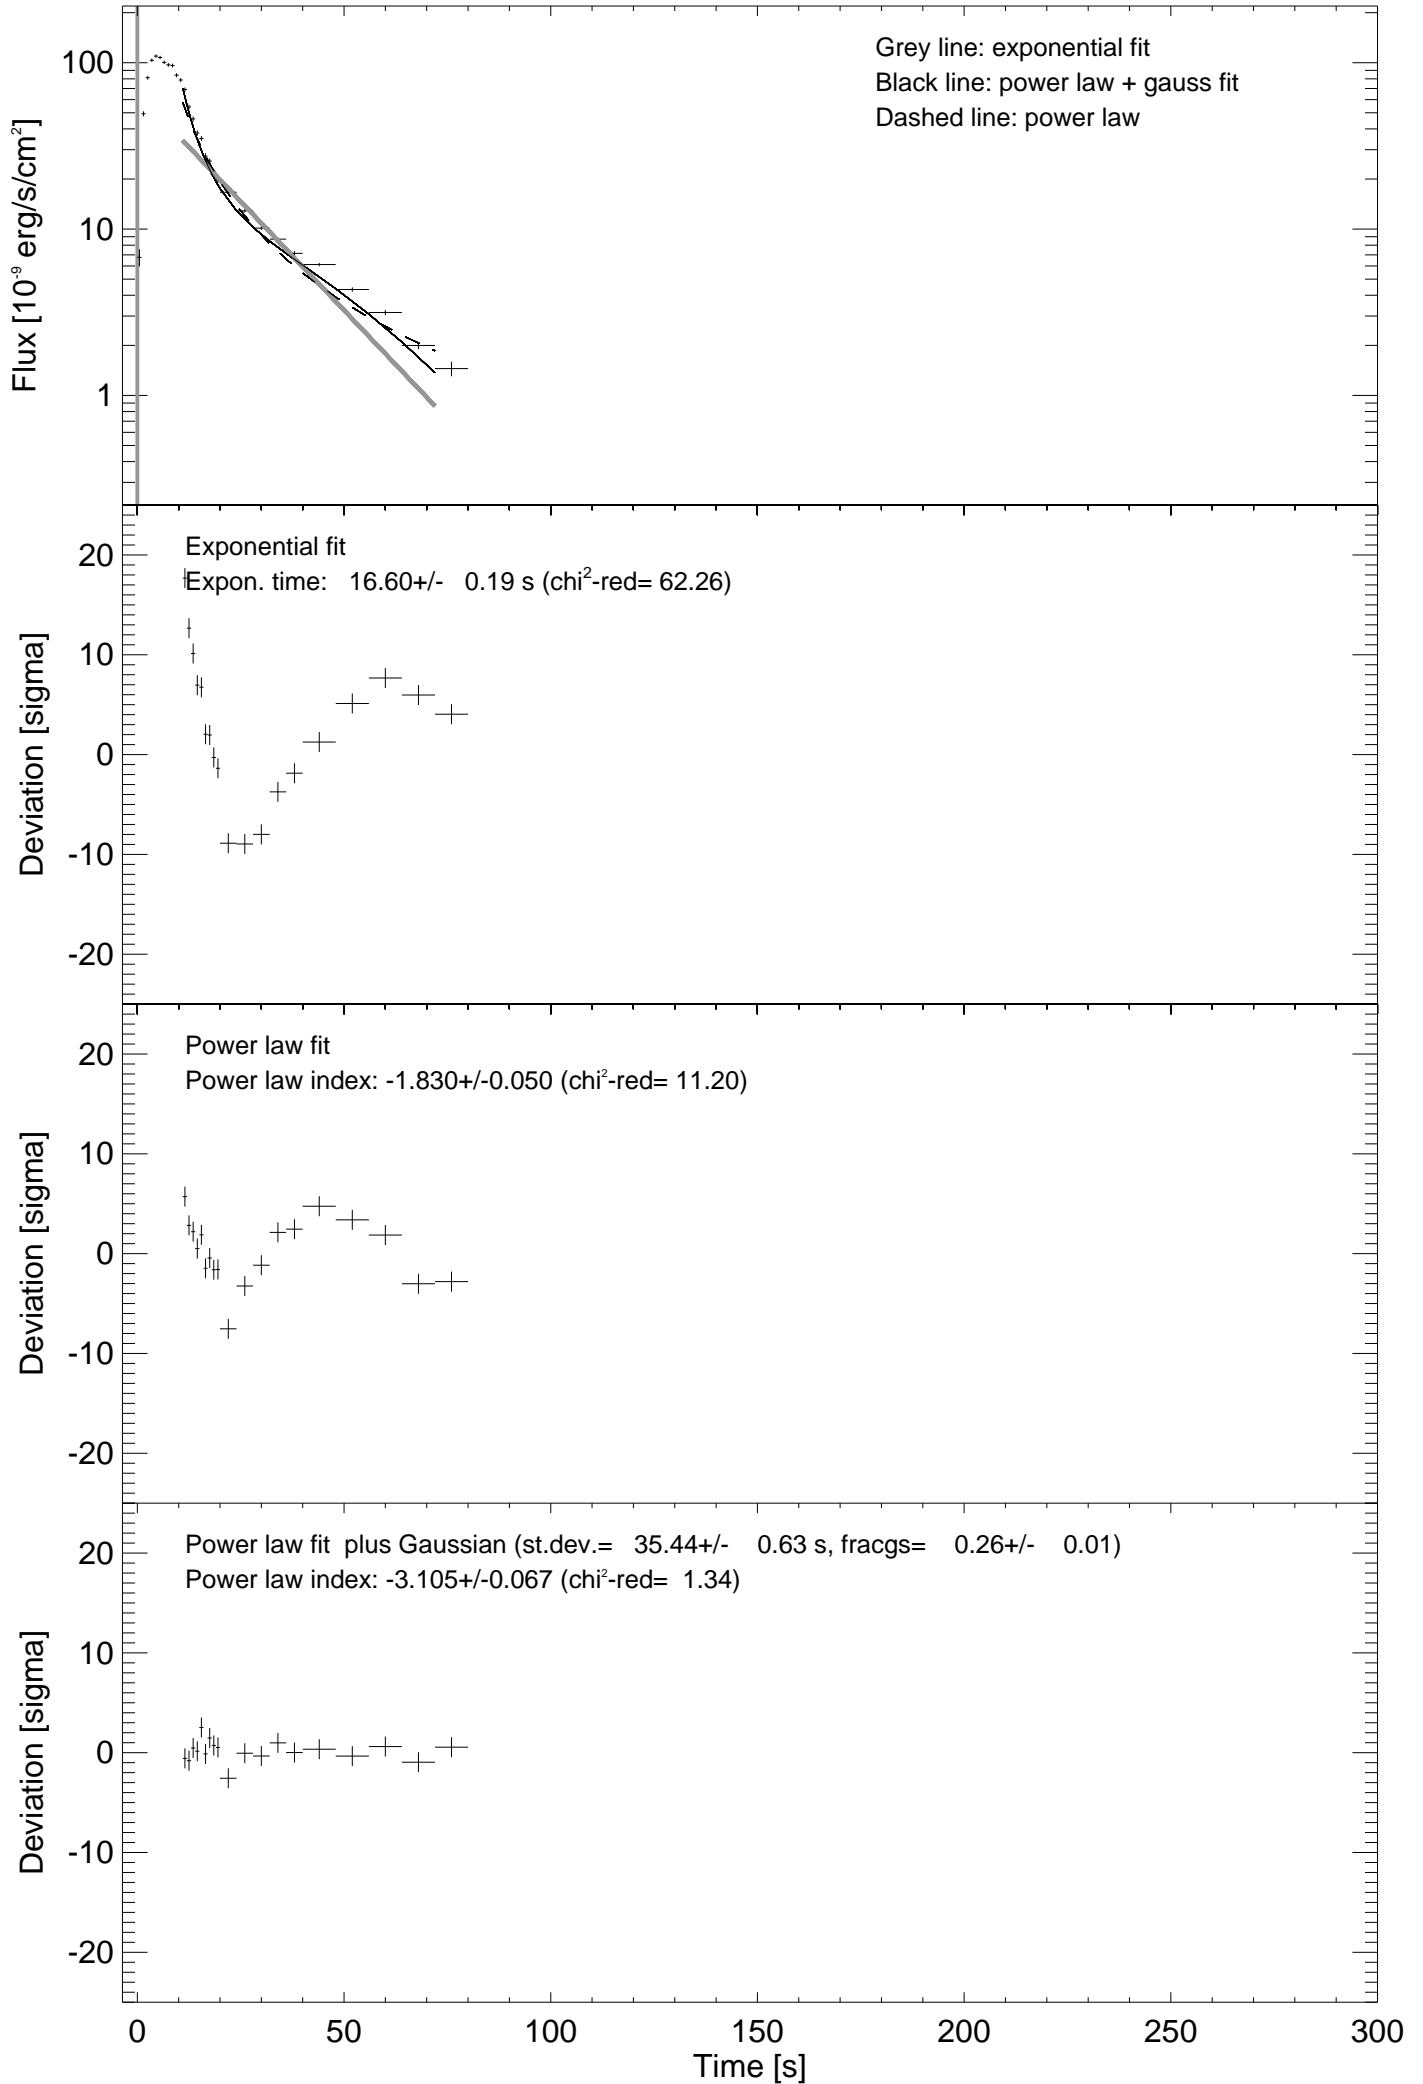 Grey line: exponential fit
Black line: power law + gauss fit
Dashed line: power law
100
10
1
Flux [10⁻⁹ erg/s/cm²]
Exponential fit
Expon. time: 16.60+/- 0.19 s (chi²-red= 62.26)
20
10
0
-10
-20
Deviation [sigma]
Power law fit
Power law index: -1.830+/-0.050 (chi²-red= 11.20)
20
10
0
-10
-20
Deviation [sigma]
Power law fit plus Gaussian (st.dev.= 35.44+/- 0.63 s, fracgs= 0.26+/- 0.01)
Power law index: -3.105+/-0.067 (chi²-red= 1.34)
20
10
0
-10
-20
Deviation [sigma]
0 50 100 150 200 250 300
Time [s]